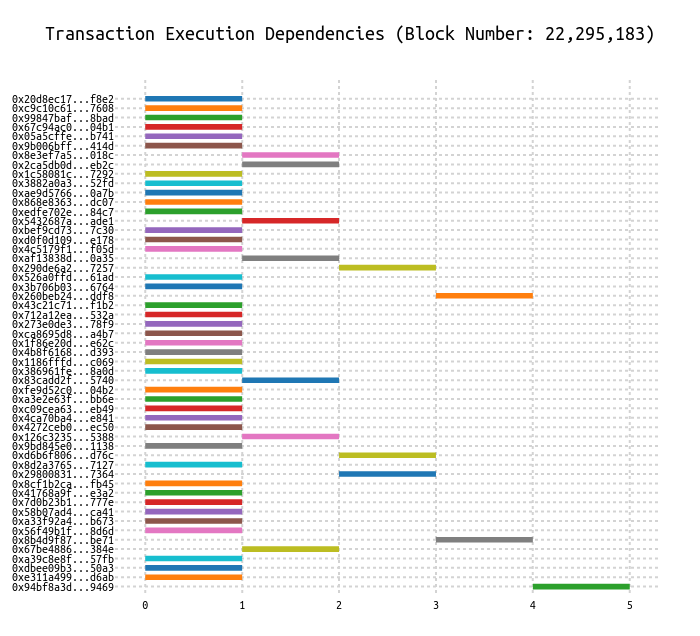 Transaction Execution Dependencies (Block Number: 22,295,183)
0x20d8ec17...f8e2
0xc9c10c61...7608
0x99847baf...8bad
0x67c94ac0...04b1
0x05a5cffe...b741
0x9b006bff...414d
0x8e3ef7a5...018c
0x2ca5db0d...eb2c
0x1c58081c...7292
0x3882a0a3...52fd
0xae9d5766...0a7b
0x868e8363...dc07
0xedfe702e...84c7
0x5432687a...ade1
0xbef9cd73...7c30
0xd0f0d109...e178
0x4c5179f1...f05d
0xaf13838d...0a35
0x290de6a2...7257
0x526a0ffd...61ad
0x3b706b03...6764
0x260beb24...ddf8
0x43c21c71...f1b2
0x712a12ea...532a
0x273e0de3...78f9
0xca8695d8...a4b7
0x1f86e20d...e62c
0x4b8f6168...d393
0x1186fffd...c069
0x386961fe...8a0d
0x83cadd2f...5740
0xfe9d52c0...04b2
0xa3e2e63f...bb6e
0xc09cea63...eb49
0x4ca70ba4...e841
0x4272ceb0...ec50
0x126c3235...5388
0x9bd845e0...1138
0xd6b6f806...d76c
0x8d2a3765...7127
0x29800831...7364
0x8cf1b2ca...fb45
0x41768a9f...e3a2
0x7d0b23b1...777e
0x58b07ad4...ca41
0xa33f92a4...b673
0x56f49b1f...8d6d
0x8b4d9f87...be71
0x67be4886...384e
0xa39c8e8f...57fb
0xdbee09b3...50a3
0xe311a499...d6ab
0x94bf8a3d...9469
0 1 2 3 4 5